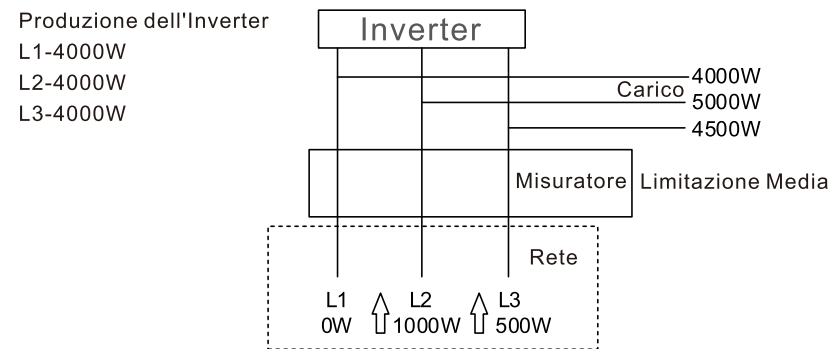 Produzione dell'Inverter
L1-4000W
L2-4000W
L3-4000W
Inverter
4000W
Carico
5000W
4500W
Misuratore
Limitazione Media
Rete
L1
L2
L3
0W
1000W
500W